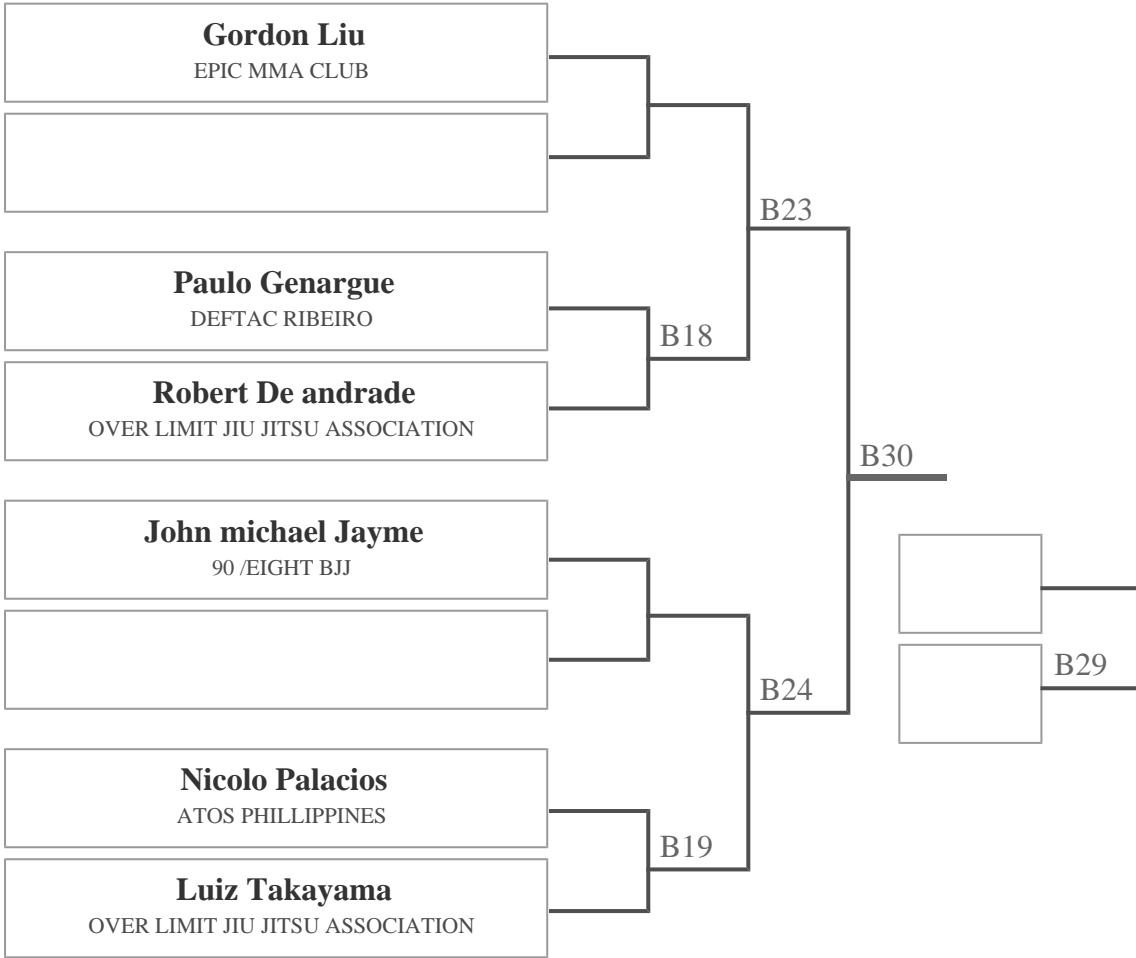 Gordon Liu
EPIC MMA CLUB
B23
Paulo Genargue
DEFTAC RIBEIRO
B18
Robert De andrade
OVER LIMIT JIU JITSU ASSOCIATION
B30
John michael Jayme
90 /EIGHT BJJ
B29
B24
Nicolo Palacios
ATOS PHILLIPPINES
B19
Luiz Takayama
OVER LIMIT JIU JITSU ASSOCIATION